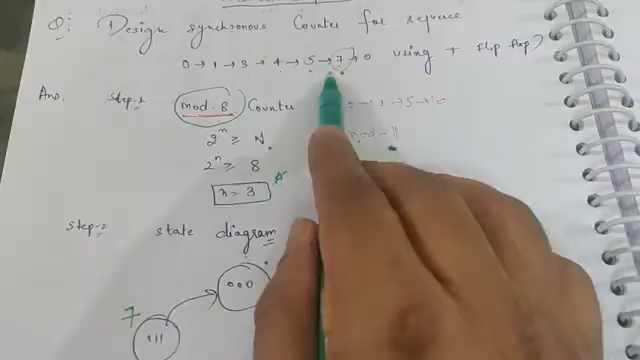 Q: Design synchronous Counter for sequence
0 → 1 → 3 → 4 → 5 → 7 → 0 using T flip flop?
Ans. Step-1 mod-8 Counter
2ⁿ ≥ N.
2ⁿ ≥ 8
n = 3
Step-2 state diagram
000
7
111